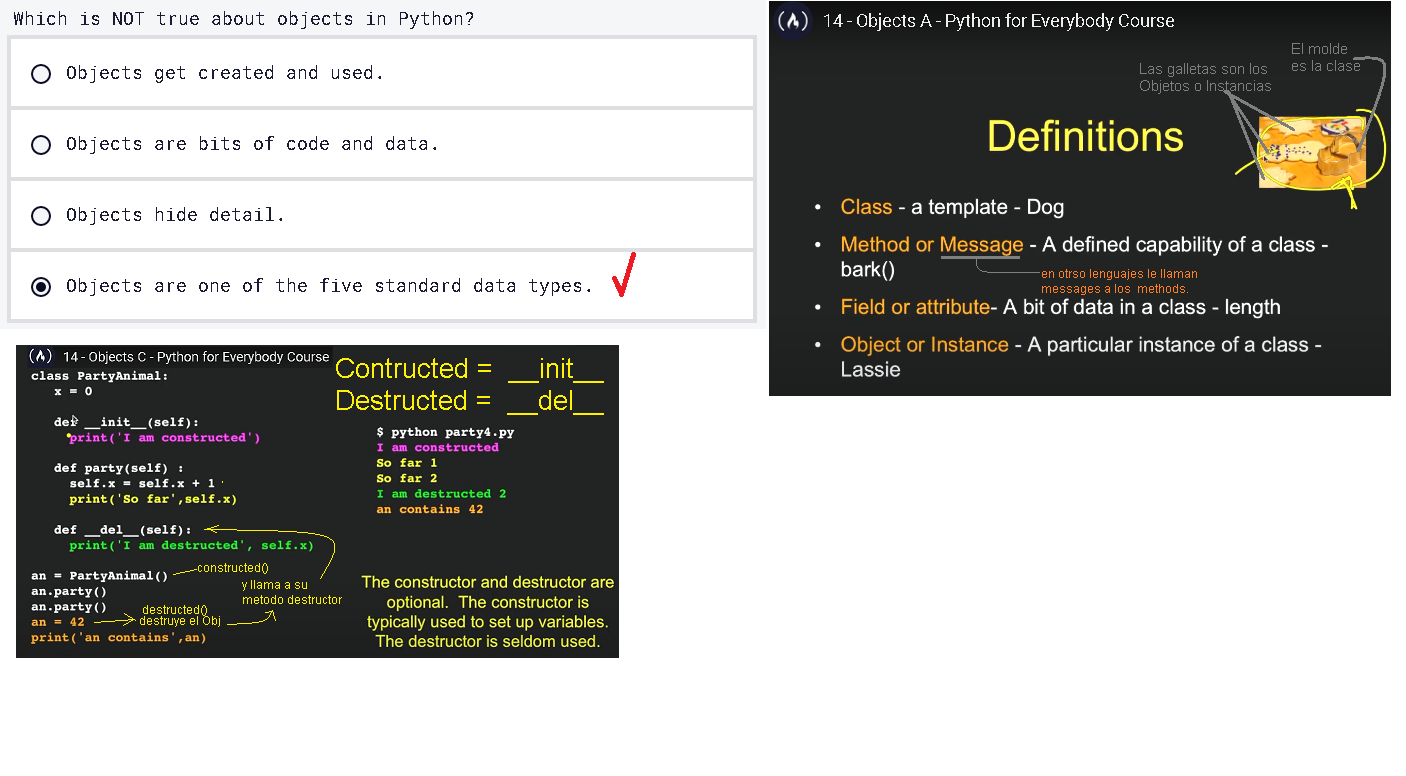 Which is NOT true about objects in Python?
Objects get created and used.
Objects are bits of code and data.
Objects hide detail.
Objects are one of the five standard data types.
14 - Objects A - Python for Everybody Course
El molde
es la clase
Las galletas son los
Objetos o Instancias
Definitions
• Class - a template - Dog
• Method or Message - A defined capability of a class -
bark()
en otrso lenguajes le llaman
messages a los methods.
• Field or attribute- A bit of data in a class - length
• Object or Instance - A particular instance of a class -
Lassie
14 - Objects C - Python for Everybody Course
Contructed = __init__
Destructed = __del__
class PartyAnimal:
x = 0
def __init__(self):
print('I am constructed')
def party(self) :
self.x = self.x + 1
print('So far',self.x)
def __del__(self):
print('I am destructed', self.x)
an = PartyAnimal()
constructed()
an.party()
an.party()
an = 42
destructed()
destruye el Obj
y llama a su
metodo destructor
print('an contains',an)
$ python party4.py
I am constructed
So far 1
So far 2
I am destructed 2
an contains 42
The constructor and destructor are
optional. The constructor is
typically used to set up variables.
The destructor is seldom used.